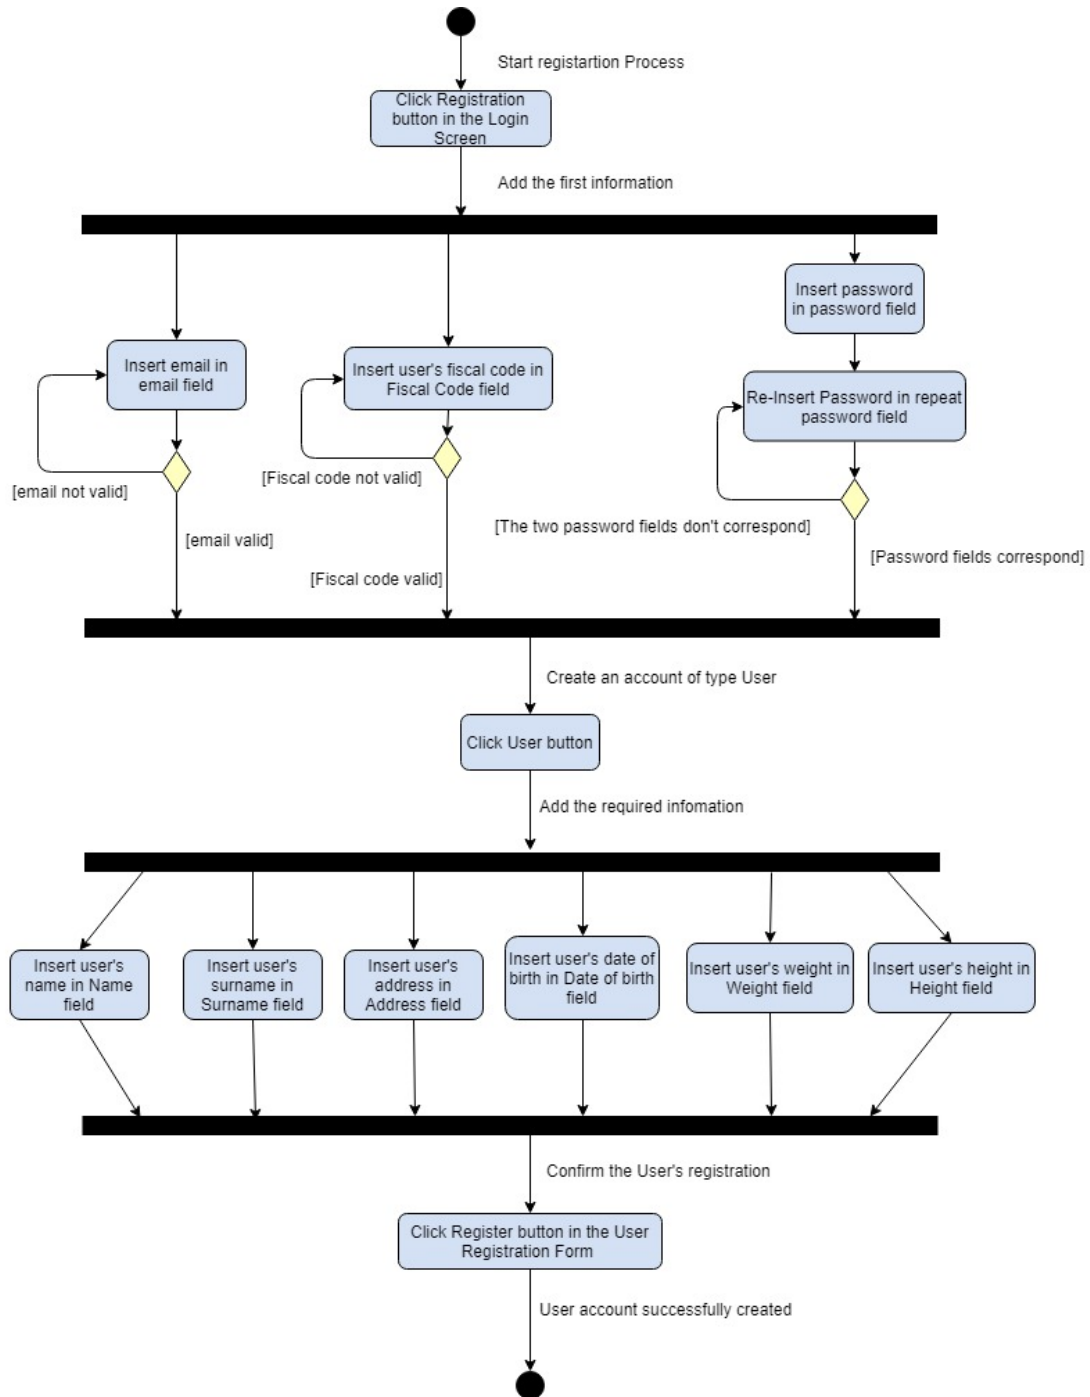 Start registartion Process
Click Registration
button in the Login
Screen
Add the first information
Insert password
in password field
Insert email in
email field
Insert user's fiscal code in
Fiscal Code field
Re-Insert Password in repeat
password field
[email not valid]
[Fiscal code not valid]
[The two password fields don't correspond]
[email valid]
[Fiscal code valid]
[Password fields correspond]
Create an account of type User
Click User button
Add the required infomation
Insert user's
name in Name
field
Insert user's
surname in
Surname field
Insert user's
address in
Address field
Insert user's date of
birth in Date of birth
field
Insert user's weight in
Weight field
Insert user's height in
Height field
Confirm the User's registration
Click Register button in the User
Registration Form
User account successfully created